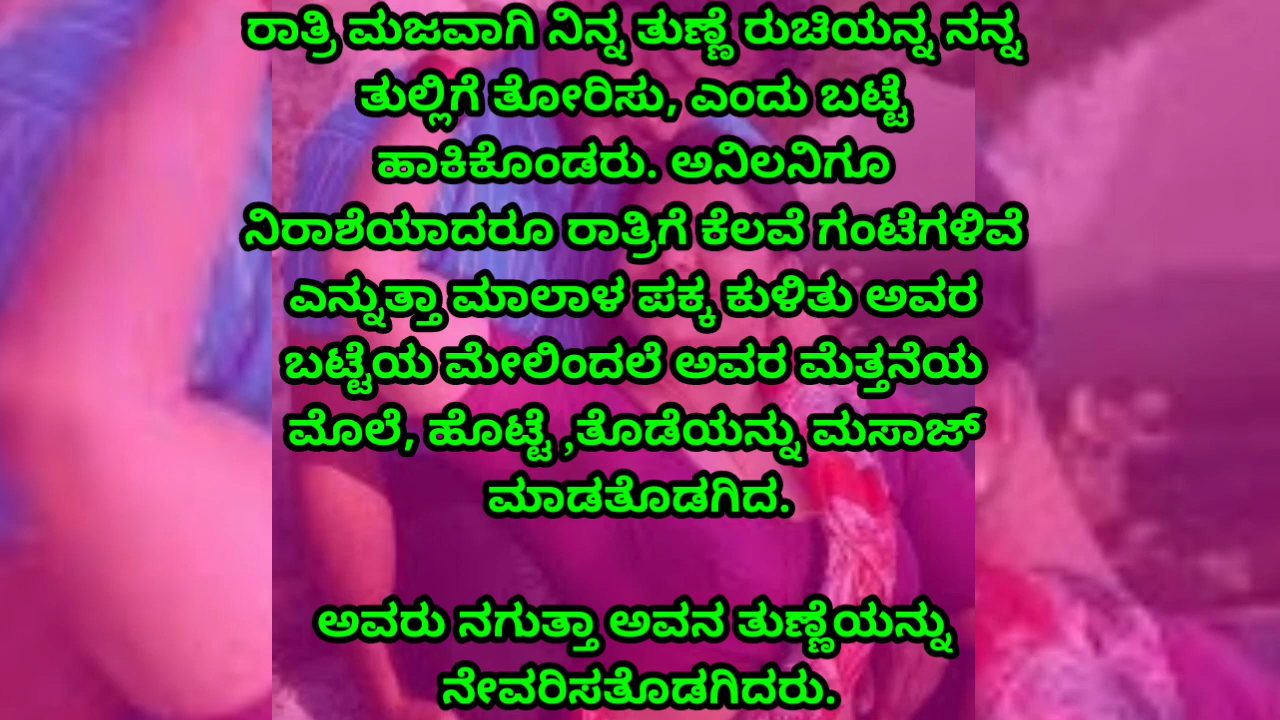 ರಾತ್ರಿ ಮಜವಾಗಿ ನಿನ್ನ ತುಣ್ಣೆ ರುಚಿಯನ್ನ ನನ್ನ
ತುಲ್ಲಿಗೆ ತೋರಿಸು, ಎಂದು ಬಟ್ಟೆ
ಹಾಕಿಕೊಂಡರು. ಅನಿಲನಿಗೂ
ನಿರಾಶೆಯಾದರೂ ರಾತ್ರಿಗೆ ಕೆಲವೆ ಗಂಟೆಗಳಿವೆ
ಎನ್ನುತ್ತಾ ಮಾಲಾಳ ಪಕ್ಕ ಕುಳಿತು ಅವರ
ಬಟ್ಟೆಯ ಮೇಲಿಂದಲೆ ಅವರ ಮೆತ್ತನೆಯ
ಮೊಲೆ, ಹೊಟ್ಟೆ ,ತೊಡೆಯನ್ನು ಮಸಾಜ್
ಮಾಡತೊಡಗಿದ.
ಅವರು ನಗುತ್ತಾ ಅವನ ತುಣ್ಣೆಯನ್ನು
ನೇವರಿಸತೊಡಗಿದರು.